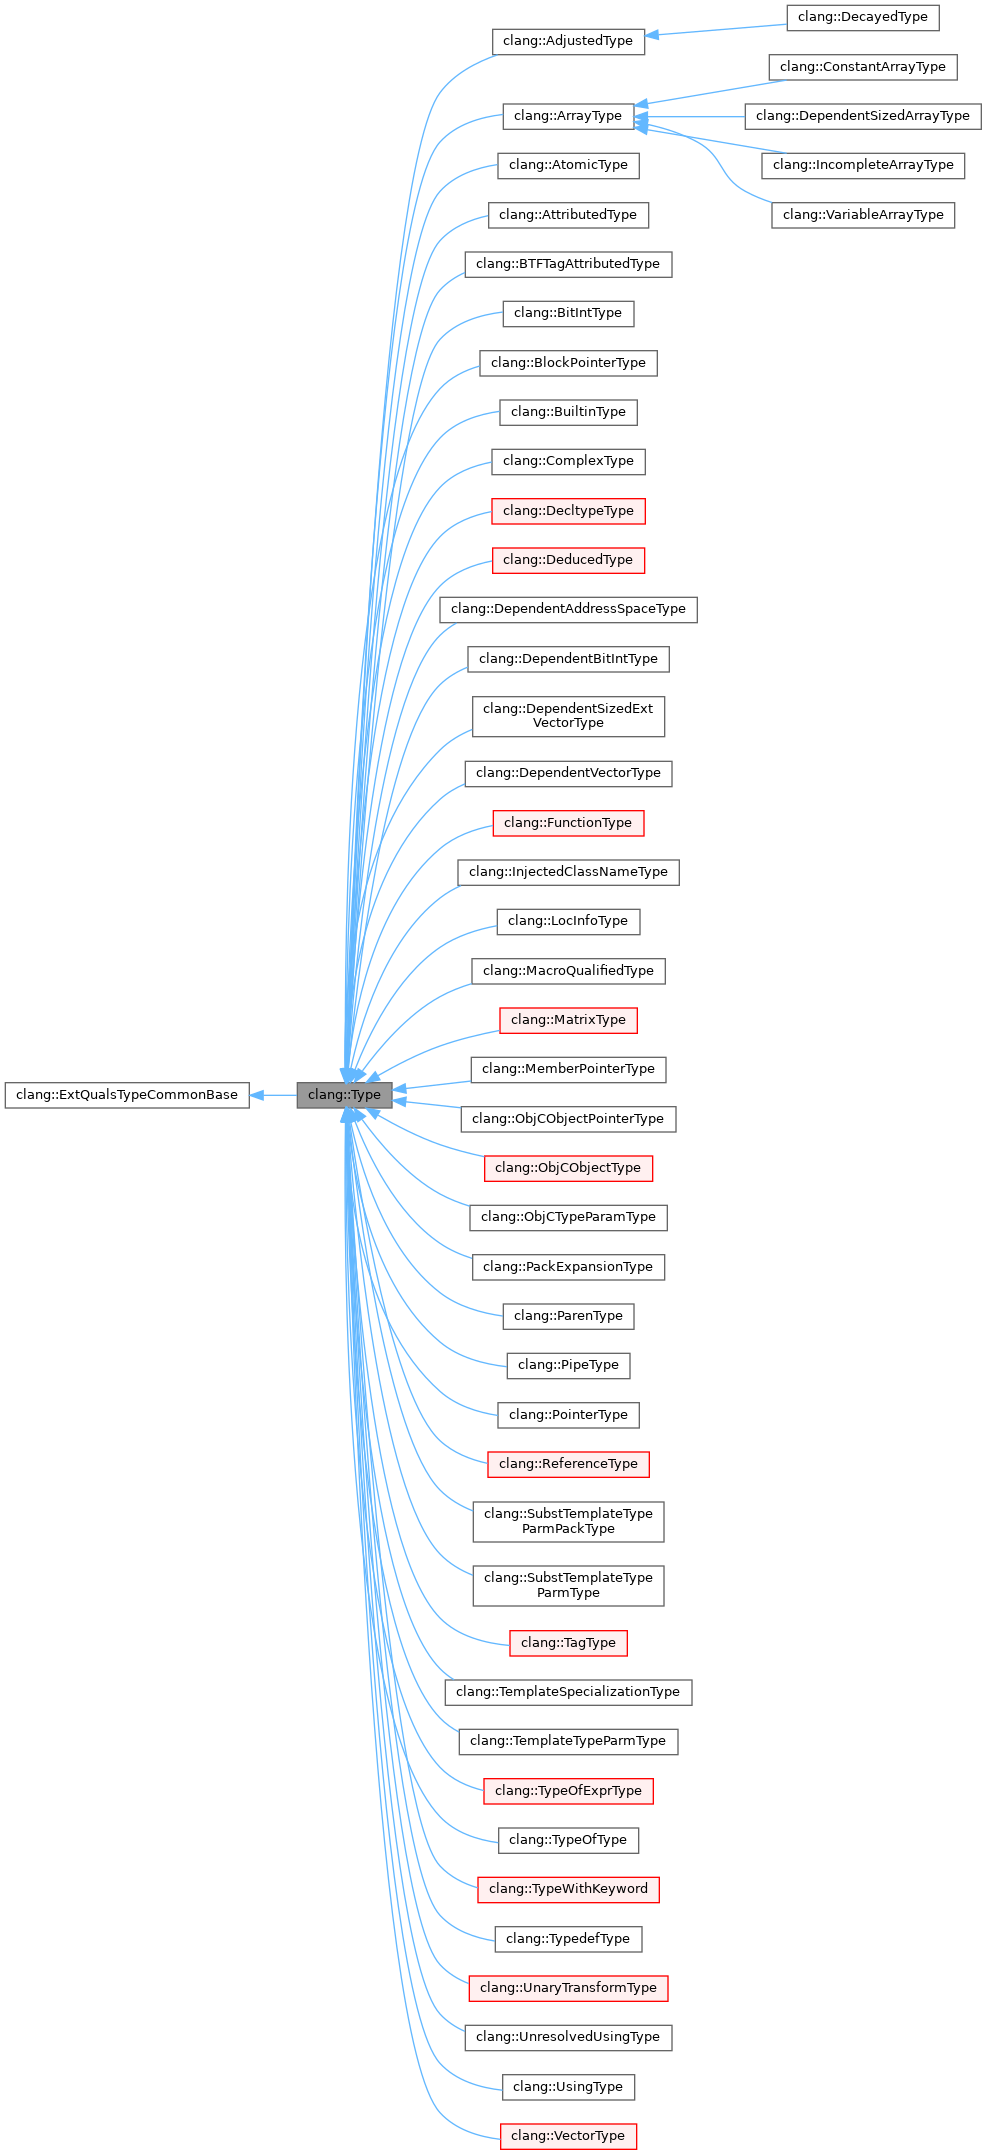 clang::DecayedType
clang::AdjustedType
clang::ConstantArrayType
clang::ArrayType
clang::DependentSizedArrayType
clang::AtomicType
clang::IncompleteArrayType
clang::AttributedType
clang::VariableArrayType
clang::BTFTagAttributedType
clang::BitIntType
clang::BlockPointerType
clang::BuiltinType
clang::ComplexType
clang::DecltypeType
clang::DeducedType
clang::DependentAddressSpaceType
clang::DependentBitIntType
clang::DependentSizedExt
VectorType
clang::DependentVectorType
clang::FunctionType
clang::InjectedClassNameType
clang::LocInfoType
clang::MacroQualifiedType
clang::MatrixType
clang::MemberPointerType
clang::ExtQualsTypeCommonBase
clang::Type
clang::ObjCObjectPointerType
clang::ObjCObjectType
clang::ObjCTypeParamType
clang::PackExpansionType
clang::ParenType
clang::PipeType
clang::PointerType
clang::ReferenceType
clang::SubstTemplateType
ParmPackType
clang::SubstTemplateType
ParmType
clang::TagType
clang::TemplateSpecializationType
clang::TemplateTypeParmType
clang::TypeOfExprType
clang::TypeOfType
clang::TypeWithKeyword
clang::TypedefType
clang::UnaryTransformType
clang::UnresolvedUsingType
clang::UsingType
clang::VectorType